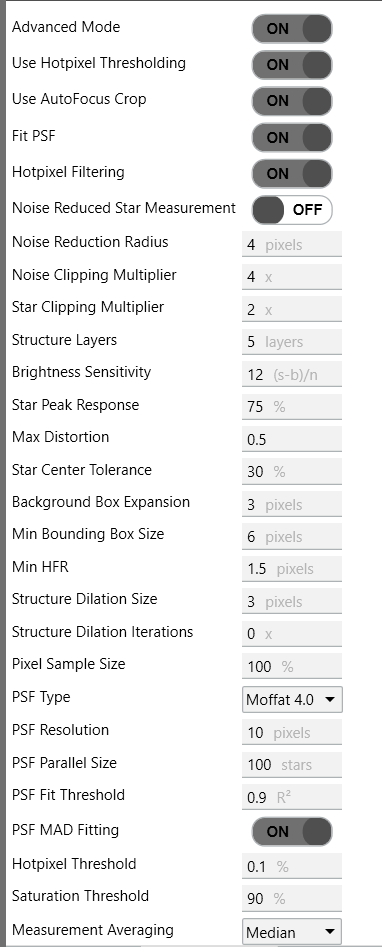 Advanced Mode ON
Use Hotpixel Thresholding ON
Use AutoFocus Crop ON
Fit PSF ON
Hotpixel Filtering ON
Noise Reduced Star Measurement OFF
Noise Reduction Radius 4 pixels
Noise Clipping Multiplier 4 x
Star Clipping Multiplier 2 x
Structure Layers 5 layers
Brightness Sensitivity 12 (s-b)/n
Star Peak Response 75 %
Max Distortion 0.5
Star Center Tolerance 30 %
Background Box Expansion 3 pixels
Min Bounding Box Size 6 pixels
Min HFR 1.5 pixels
Structure Dilation Size 3 pixels
Structure Dilation Iterations 0 x
Pixel Sample Size 100 %
PSF Type Moffat 4.0
PSF Resolution 10 pixels
PSF Parallel Size 100 stars
PSF Fit Threshold 0.9 R²
PSF MAD Fitting ON
Hotpixel Threshold 0.1 %
Saturation Threshold 90 %
Measurement Averaging Median